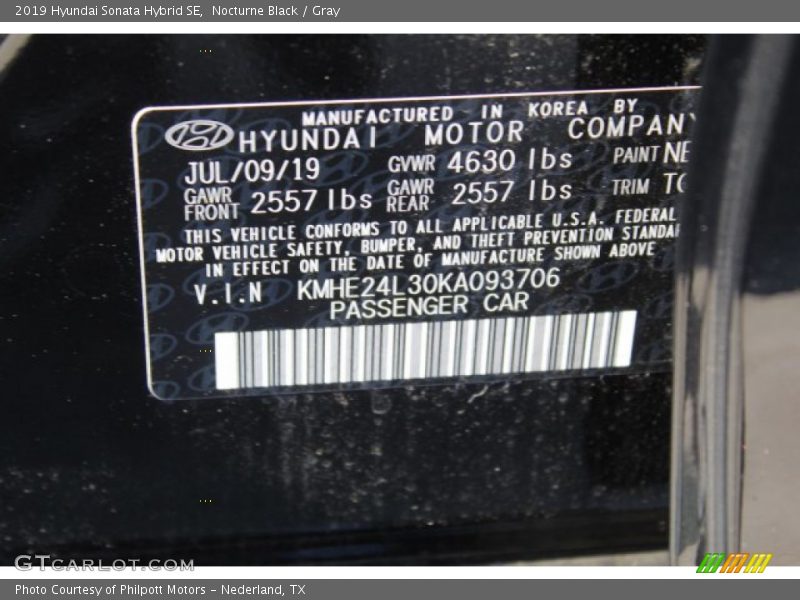 2019 Hyundai Sonata Hybrid SE, Nocturne Black / Gray
MANUFACTURED IN KOREA BY
HYUNDAI MOTOR COMPANY
JUL/09/19 GVWR 4630 lbs PAINT NE
GAWR FRONT 2557 lbs GAWR REAR 2557 lbs TRIM
THIS VEHICLE CONFORMS TO ALL APPLICABLE U.S.A. FEDERAL
MOTOR VEHICLE SAFETY, BUMPER, AND THEFT PREVENTION STANDA
IN EFFECT ON THE DATE OF MANUFACTURE SHOWN ABOVE
V.I.N KMHE24L30KA093706
PASSENGER CAR
GTCARLOT.COM
Photo Courtesy of Philpott Motors - Nederland, TX